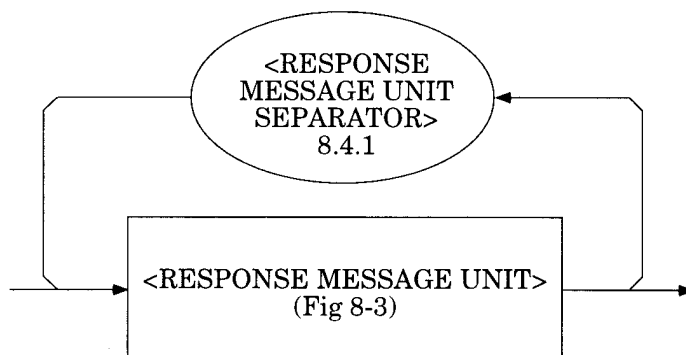 <RESPONSE
MESSAGE UNIT
SEPARATOR>
8.4.1
<RESPONSE MESSAGE UNIT>
(Fig 8-3)